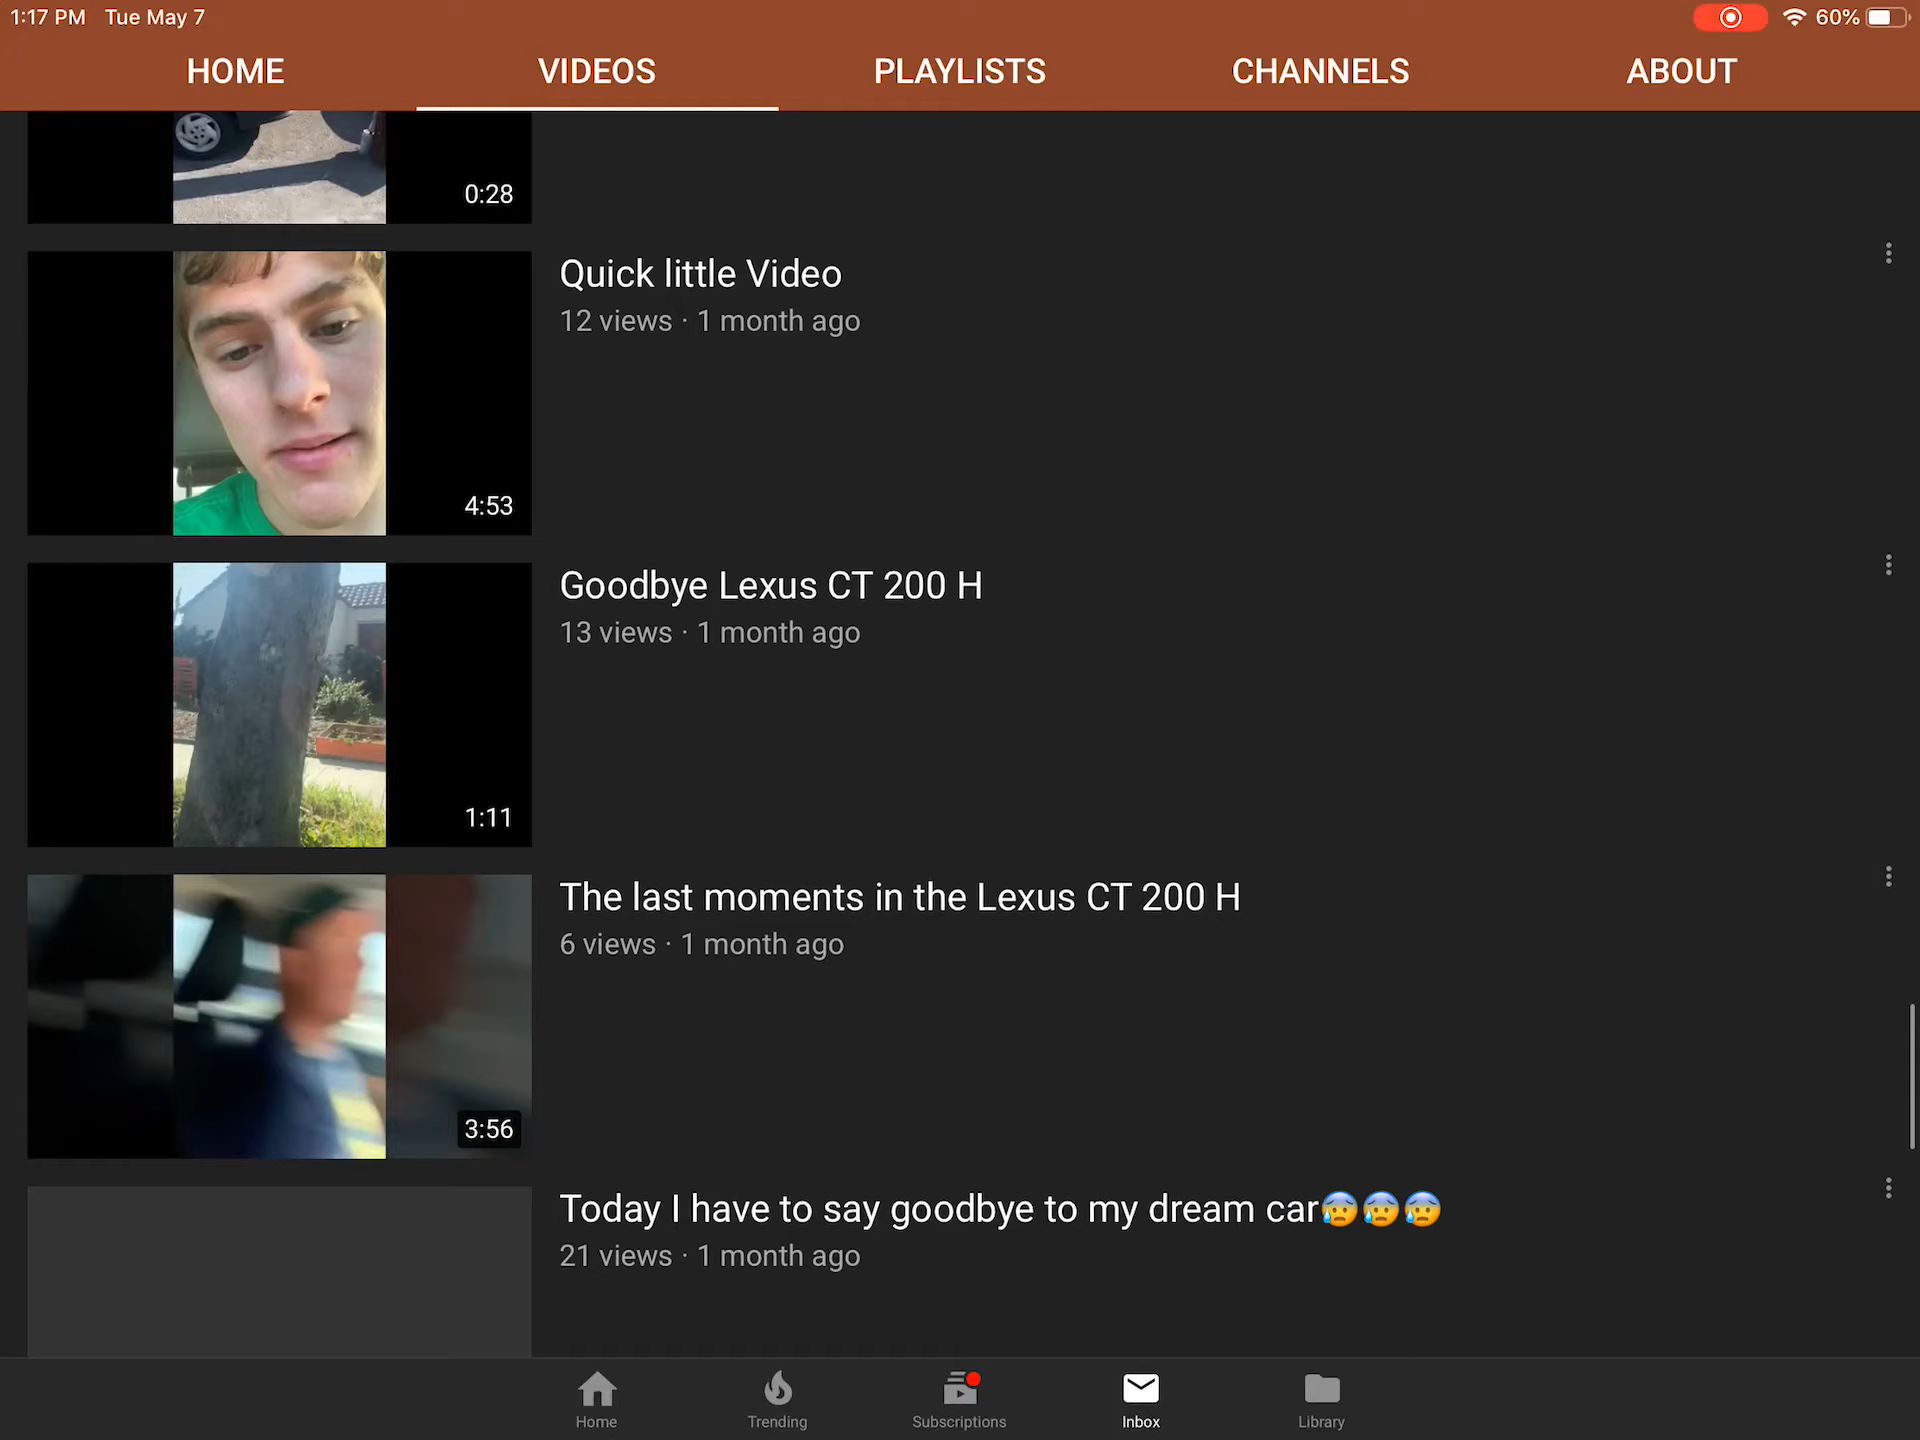 1:17 PM Tue May 7 60%
HOME VIDEOS PLAYLISTS CHANNELS ABOUT
0:28
Quick little Video
12 views · 1 month ago
4:53
Goodbye Lexus CT 200 H
13 views · 1 month ago
1:11
The last moments in the Lexus CT 200 H
6 views · 1 month ago
3:56
Today I have to say goodbye to my dream car😰😰😰
21 views · 1 month ago
Home Trending Subscriptions Inbox Library